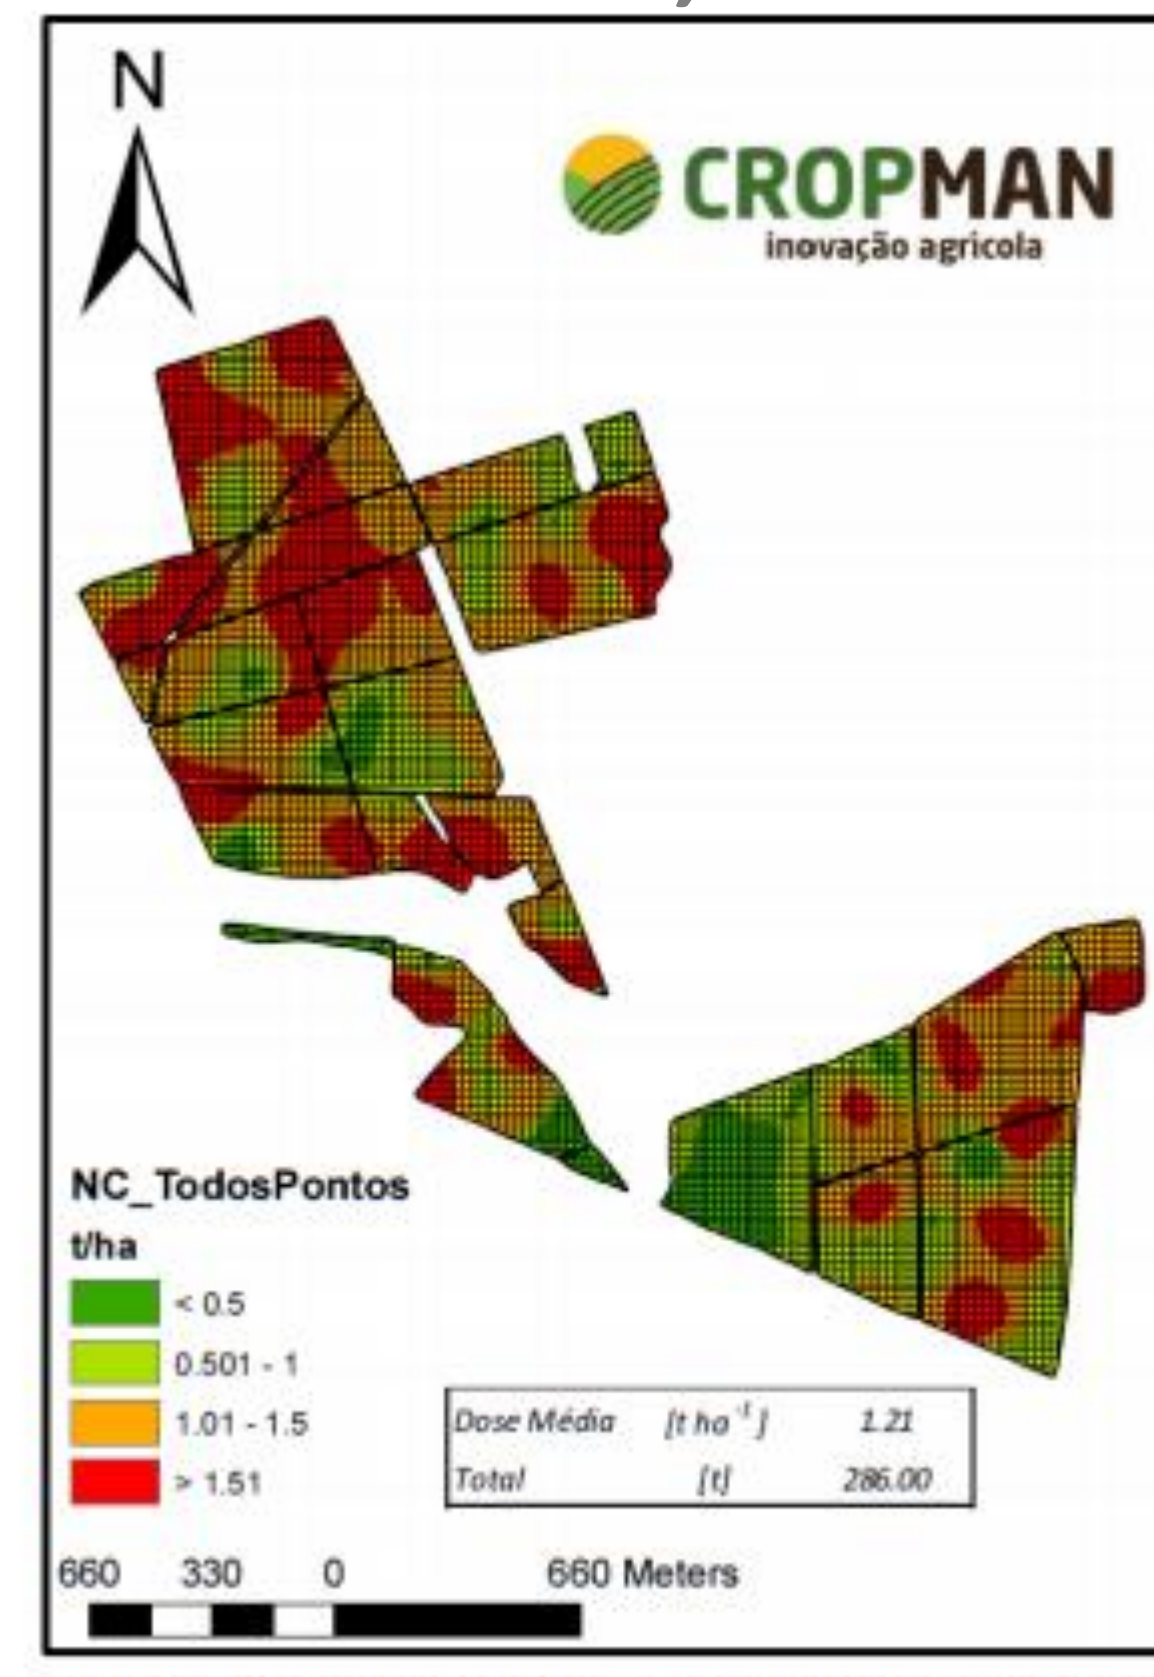 N
CROPMAN
inovação agricola
NC_TodosPontos
t/ha
< 0.5
0.501 - 1
1.01 - 1.5
> 1.51
Dose Média [t ha⁻¹] 1.21
Total [t] 286.00
660 330 0 660 Meters